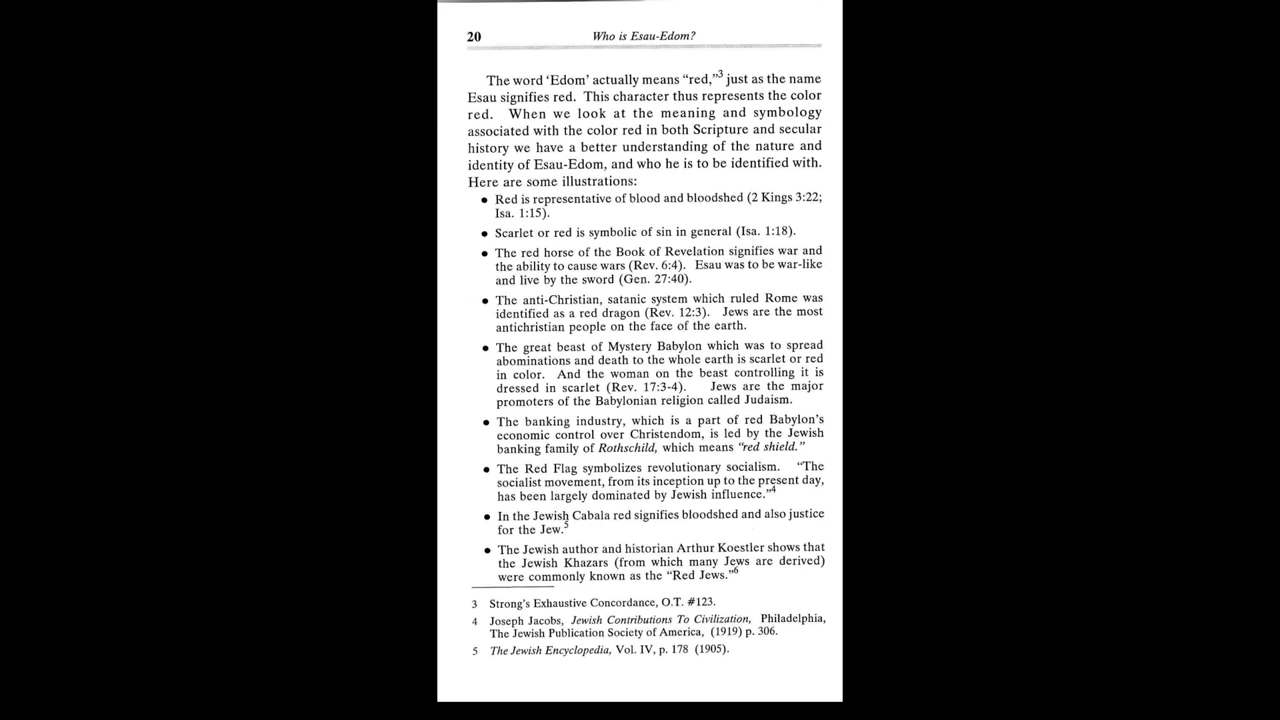 20 Who is Esau-Edom?
The word ‘Edom’ actually means “red,”3 just as the name
Esau signifies red. This character thus represents the color
red. When we look at the meaning and symbology
associated with the color red in both Scripture and secular
history we have a better understanding of the nature and
identity of Esau-Edom, and who he is to be identified with.
Here are some illustrations:
• Red is representative of blood and bloodshed (2 Kings 3:22;
Isa. 1:15).
• Scarlet or red is symbolic of sin in general (Isa. 1:18).
• The red horse of the Book of Revelation signifies war and
the ability to cause wars (Rev. 6:4). Esau was to be war-like
and live by the sword (Gen. 27:40).
• The anti-Christian, satanic system which ruled Rome was
identified as a red dragon (Rev. 12:3). Jews are the most
antichristian people on the face of the earth.
• The great beast of Mystery Babylon which was to spread
abominations and death to the whole earth is scarlet or red
in color. And the woman on the beast controlling it is
dressed in scarlet (Rev. 17:3-4). Jews are the major
promoters of the Babylonian religion called Judaism.
• The banking industry, which is a part of red Babylon’s
economic control over Christendom, is led by the Jewish
banking family of Rothschild, which means “red shield.”
• The Red Flag symbolizes revolutionary socialism. “The
socialist movement, from its inception up to the present day,
has been largely dominated by Jewish influence.”4
• In the Jewish Cabala red signifies bloodshed and also justice
for the Jew.5
• The Jewish author and historian Arthur Koestler shows that
the Jewish Khazars (from which many Jews are derived)
were commonly known as the “Red Jews.”6
3 Strong’s Exhaustive Concordance, O.T. #123.
4 Joseph Jacobs, Jewish Contributions To Civilization, Philadelphia,
The Jewish Publication Society of America, (1919) p. 306.
5 The Jewish Encyclopedia, Vol. IV, p. 178 (1905).